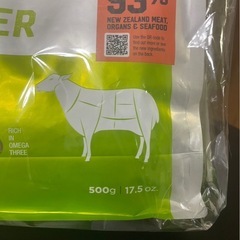 ER
93%
NEW ZEALAND MEAT,
ORGANS & SEAFOOD
RICH
IN
OMEGA
THREE
500g | 17.5 oz.